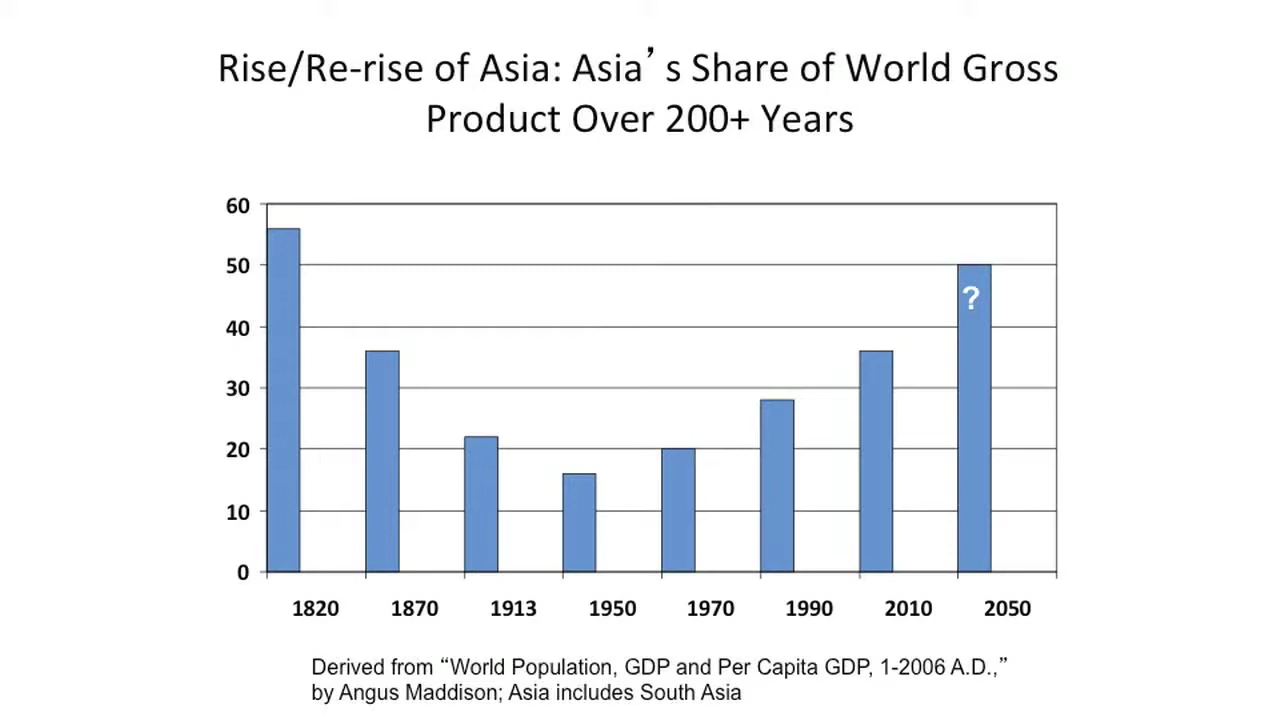 Rise/Re-rise of Asia: Asia’s Share of World Gross
Product Over 200+ Years
60
50
?
40
30
20
10
0
1820 1870 1913 1950 1970 1990 2010 2050
Derived from “World Population, GDP and Per Capita GDP, 1-2006 A.D.,”
by Angus Maddison; Asia includes South Asia